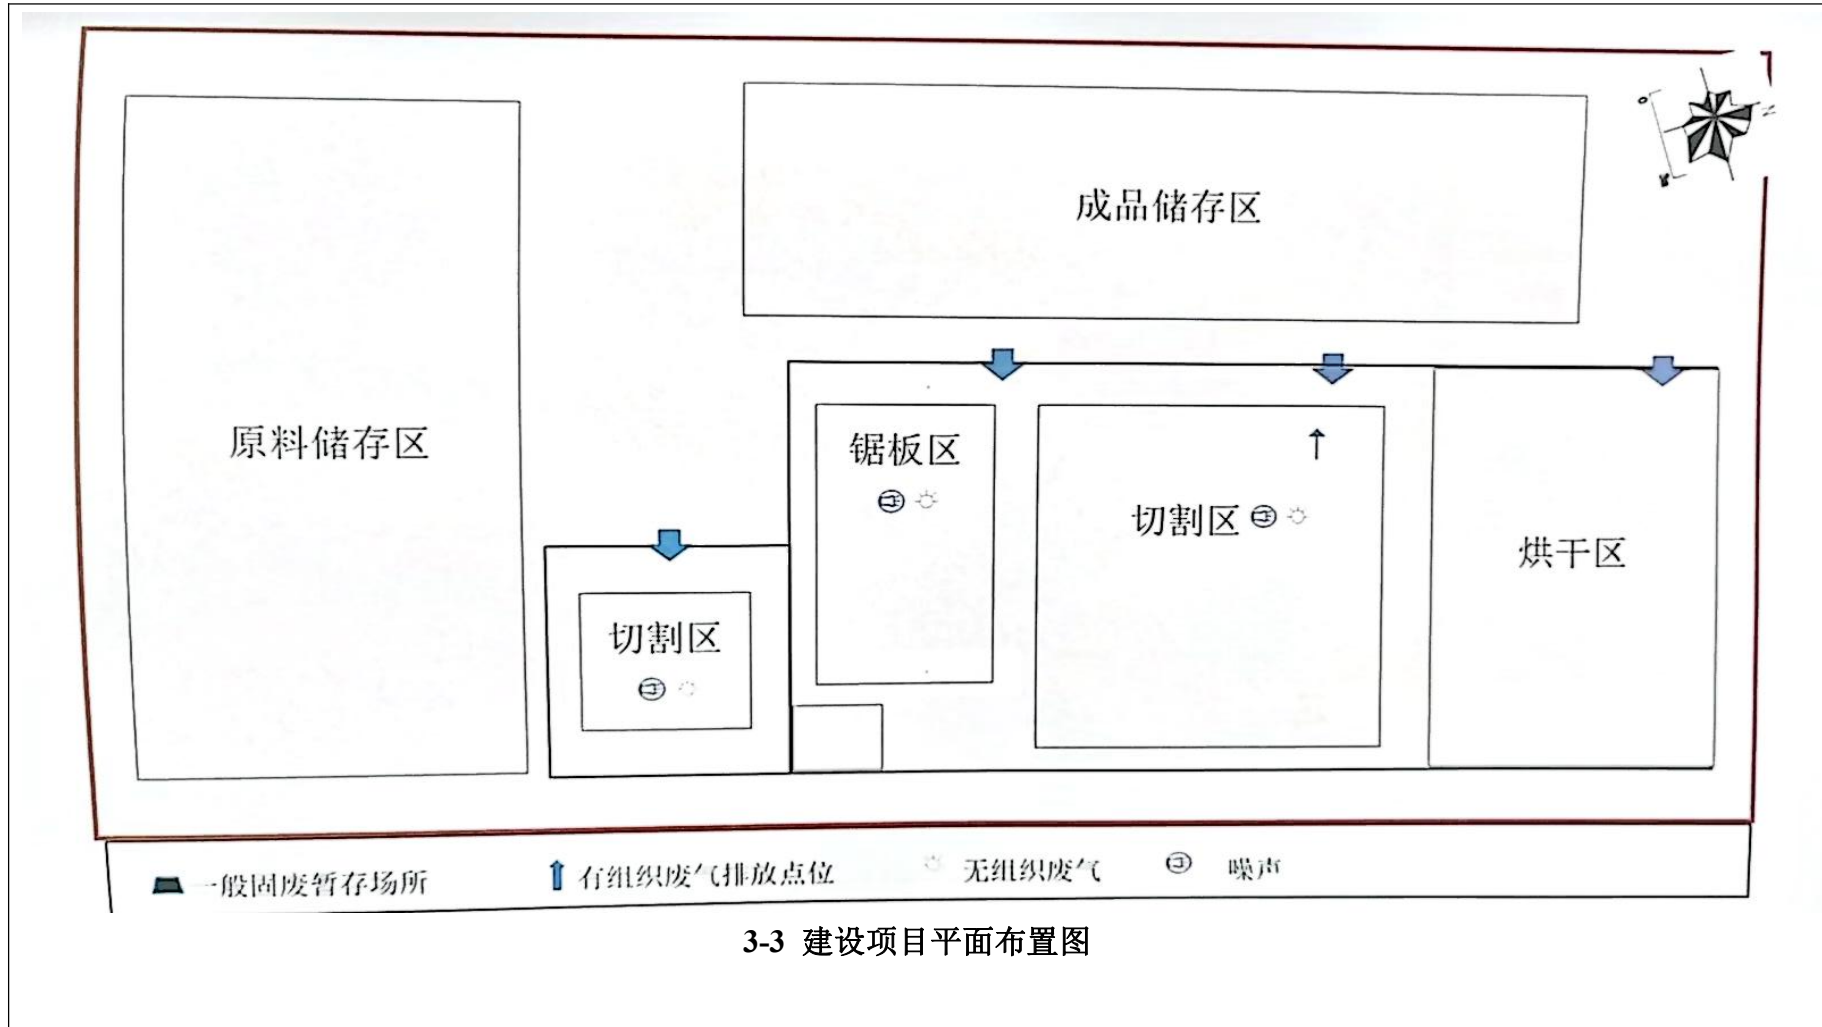 N
成品储存区
原料储存区
锯板区
切割区
烘干区
切割区
一般固废暂存场所
有组织废气排放点位
无组织废气
噪声
3-3 建设项目平面布置图